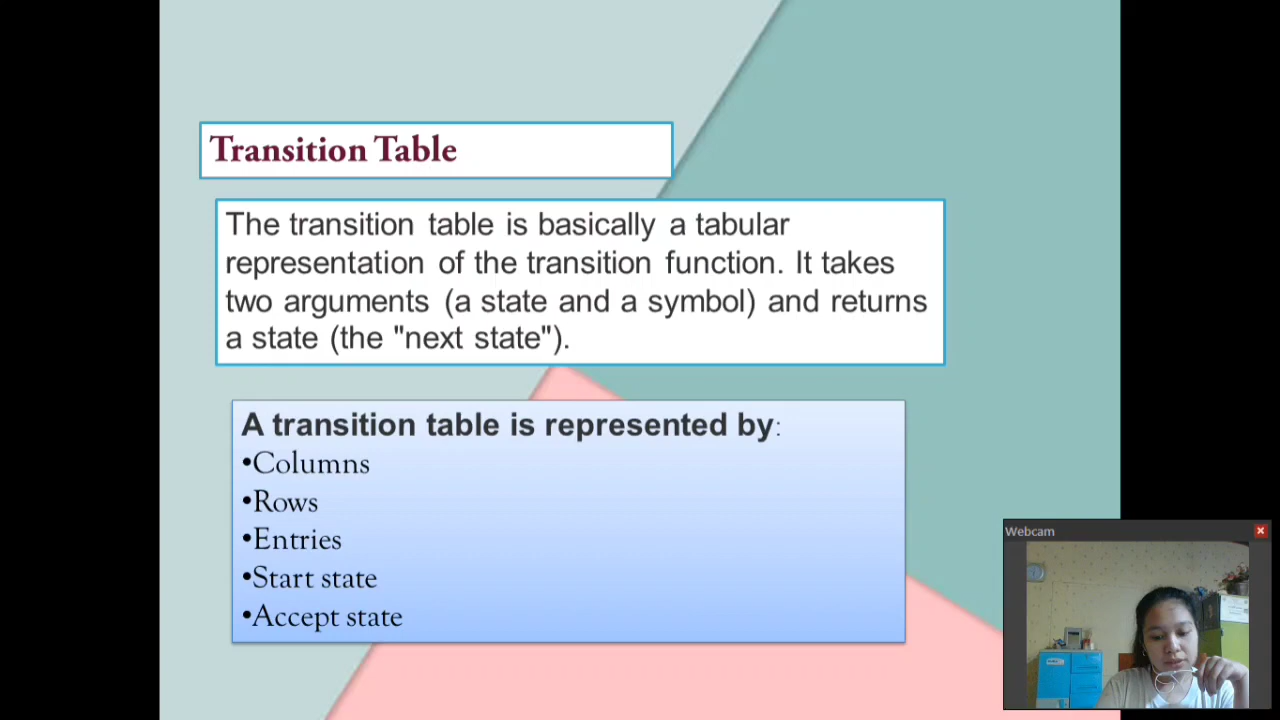 Transition Table
The transition table is basically a tabular
representation of the transition function. It takes
two arguments (a state and a symbol) and returns
a state (the "next state").
A transition table is represented by:
•Columns
•Rows
•Entries
•Start state
•Accept state
Webcam